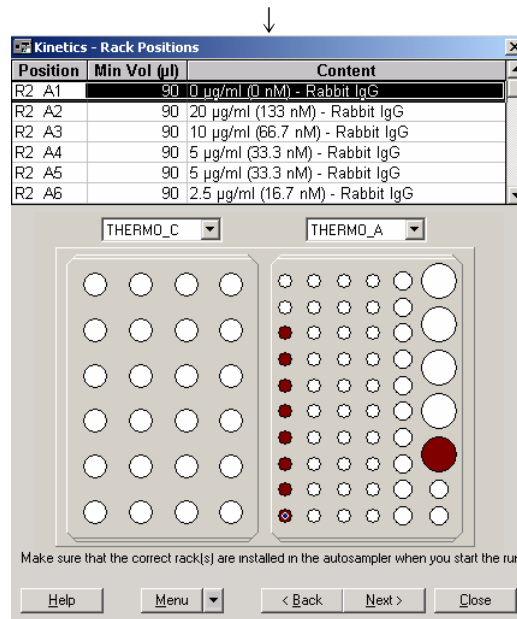 Kinetics - Rack Positions
Position Min Vol (µl) Content
R2 A1 90 0 µg/ml (0 nM) - Rabbit IgG
R2 A2 90 20 µg/ml (133 nM) - Rabbit IgG
R2 A3 90 10 µg/ml (66.7 nM) - Rabbit IgG
R2 A4 90 5 µg/ml (33.3 nM) - Rabbit IgG
R2 A5 90 5 µg/ml (33.3 nM) - Rabbit IgG
R2 A6 90 2.5 µg/ml (16.7 nM) - Rabbit IgG
THERMO_C THERMO_A
Make sure that the correct rack(s) are installed in the autosampler when you start the run
Help Menu < Back Next > Close